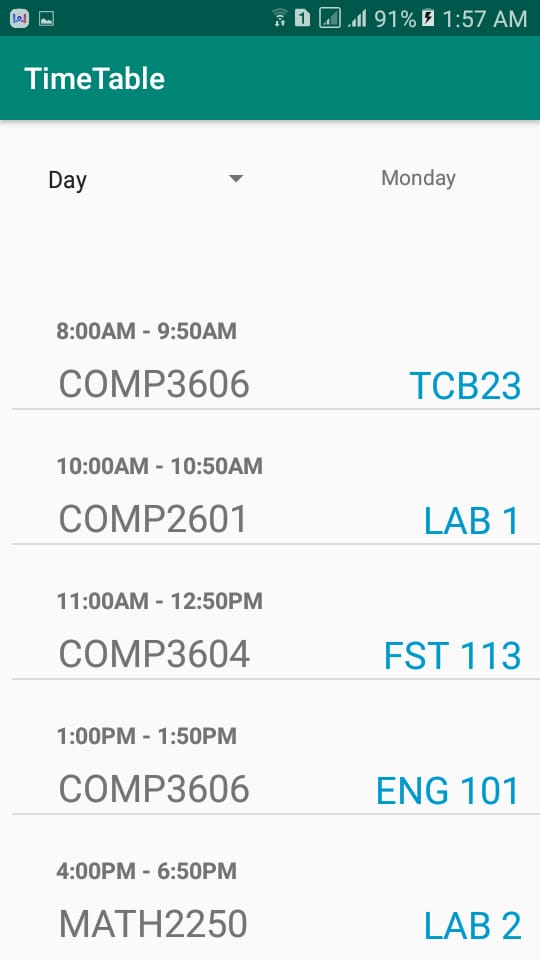 91% 1:57 AM
TimeTable
Day Monday
8:00AM - 9:50AM
COMP3606 TCB23
10:00AM - 10:50AM
COMP2601 LAB 1
11:00AM - 12:50PM
COMP3604 FST 113
1:00PM - 1:50PM
COMP3606 ENG 101
4:00PM - 6:50PM
MATH2250 LAB 2